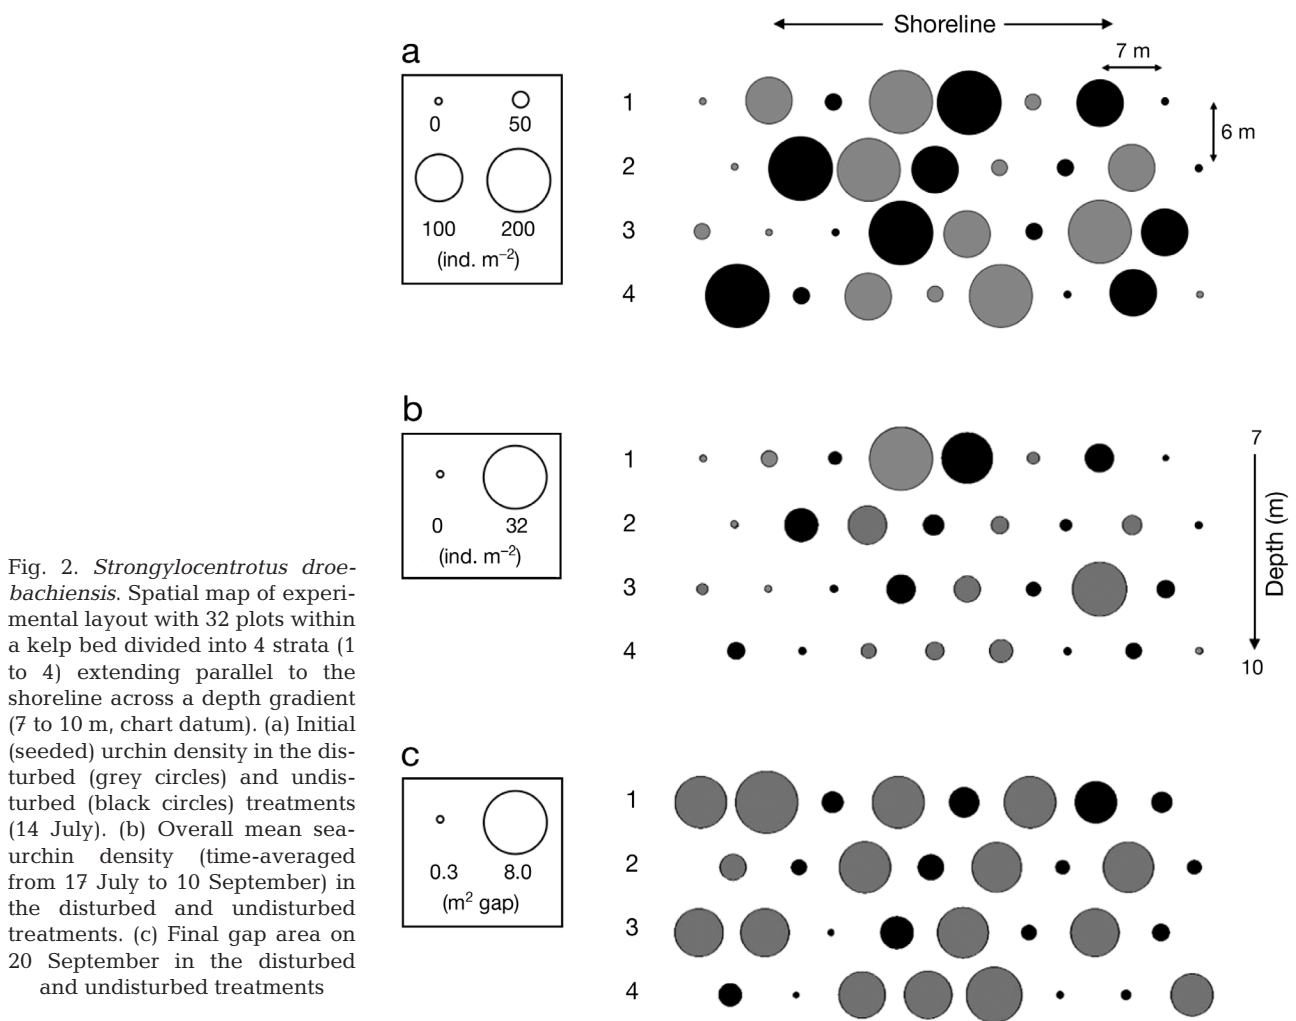 Shoreline
a
7 m
0
50
100
200
(ind. m⁻²)
1
2
3
4
6 m
b
0
32
(ind. m⁻²)
1
2
3
4
7
Depth (m)
10
c
0.3
8.0
(m² gap)
1
2
3
4
Fig. 2. Strongylocentrotus droe-
bachiensis. Spatial map of experi-
mental layout with 32 plots within
a kelp bed divided into 4 strata (1
to 4) extending parallel to the
shoreline across a depth gradient
(7 to 10 m, chart datum). (a) Initial
(seeded) urchin density in the dis-
turbed (grey circles) and undis-
turbed (black circles) treatments
(14 July). (b) Overall mean sea-
urchin density (time-averaged
from 17 July to 10 September) in
the disturbed and undisturbed
treatments. (c) Final gap area on
20 September in the disturbed
and undisturbed treatments